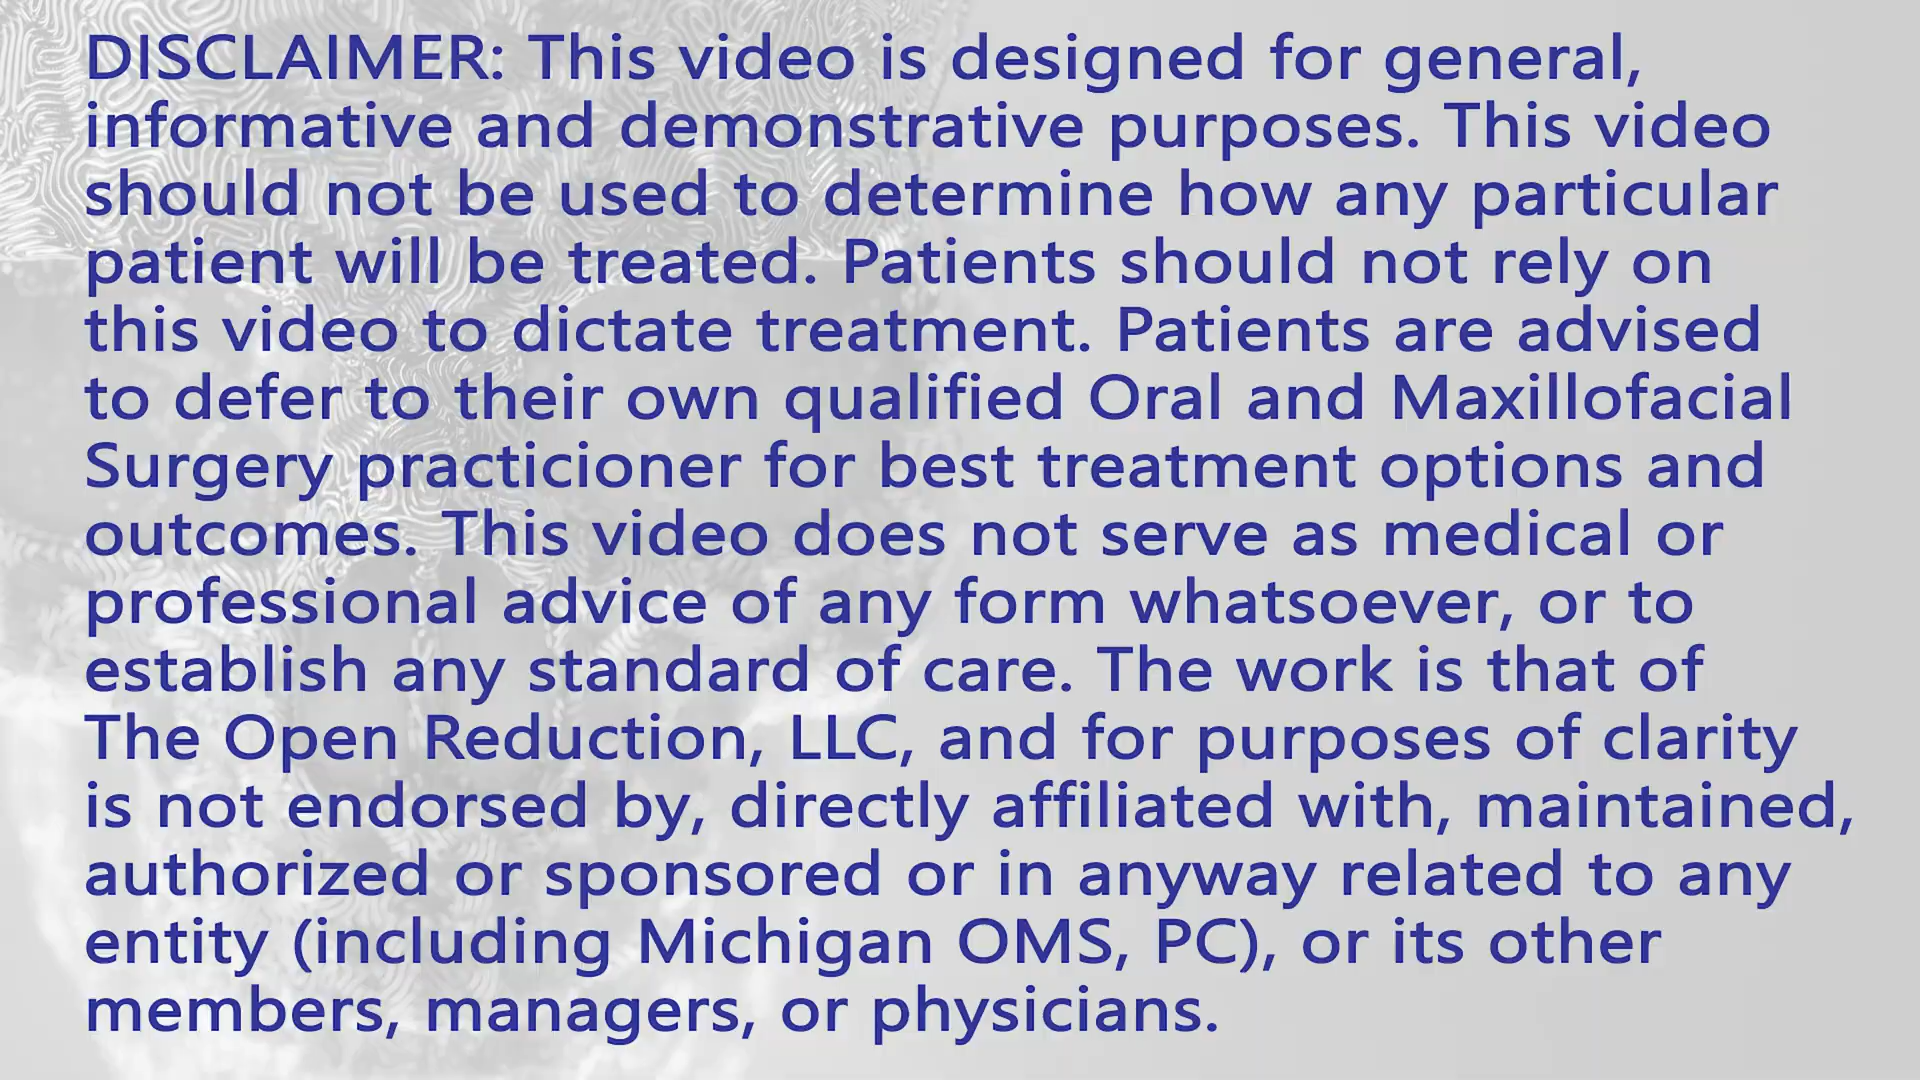 DISCLAIMER: This video is designed for general,
informative and demonstrative purposes. This video
should not be used to determine how any particular
patient will be treated. Patients should not rely on
this video to dictate treatment. Patients are advised
to defer to their own qualified Oral and Maxillofacial
Surgery practicioner for best treatment options and
outcomes. This video does not serve as medical or
professional advice of any form whatsoever, or to
establish any standard of care. The work is that of
The Open Reduction, LLC, and for purposes of clarity
is not endorsed by, directly affiliated with, maintained,
authorized or sponsored or in anyway related to any
entity (including Michigan OMS, PC), or its other
members, managers, or physicians.